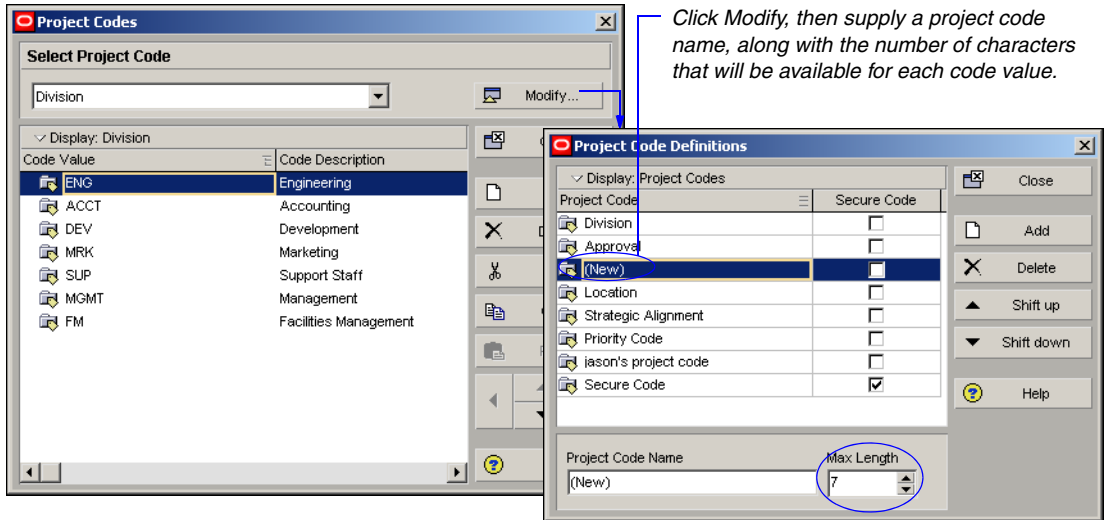 Project Codes
Click Modify, then supply a project code
name, along with the number of characters
that will be available for each code value.
Select Project Code
Division
Modify...
Display: Division
Code Value
Code Description
ENG
Engineering
ACCT
Accounting
DEV
Development
MRK
Marketing
SUP
Support Staff
MGMT
Management
FM
Facilities Management
Project Code Definitions
Display: Project Codes
Project Code
Secure Code
Division
Approval
(New)
Location
Strategic Alignment
Priority Code
jason's project code
Secure Code
Close
Add
Delete
Shift up
Shift down
Help
Project Code Name
Max Length
(New)
7